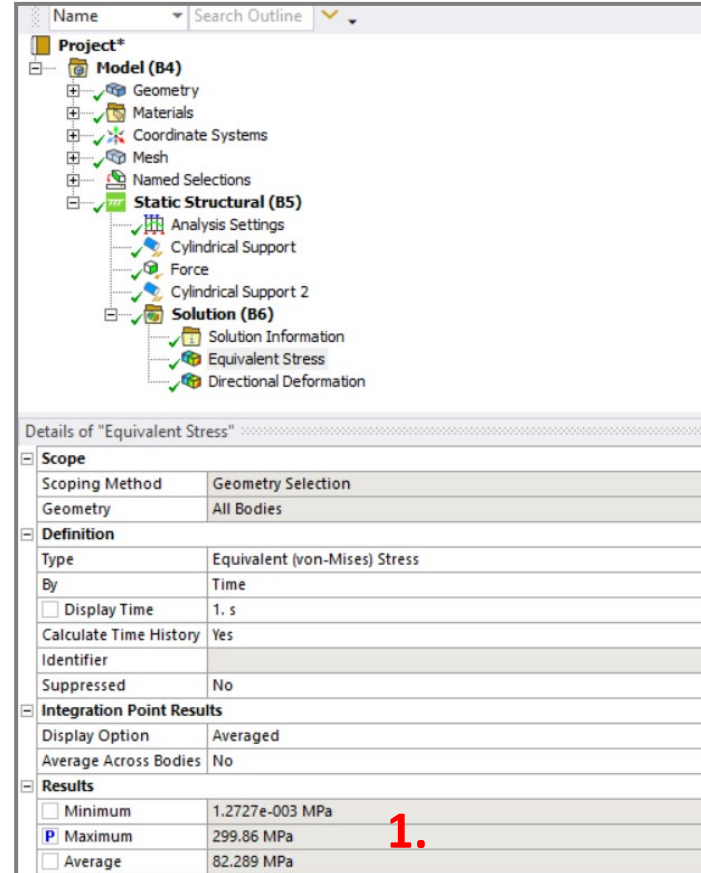 Name Search Outline
Project*
Model (B4)
Geometry
Materials
Coordinate Systems
Mesh
Named Selections
Static Structural (B5)
Analysis Settings
Cylindrical Support
Force
Cylindrical Support 2
Solution (B6)
Solution Information
Equivalent Stress
Directional Deformation
Details of "Equivalent Stress"
Scope
Scoping Method Geometry Selection
Geometry All Bodies
Definition
Type Equivalent (von-Mises) Stress
By Time
Display Time 1. s
Calculate Time History Yes
Identifier
Suppressed No
Integration Point Results
Display Option Averaged
Average Across Bodies No
Results
Minimum 1.2727e-003 MPa
P Maximum 299.86 MPa 1.
Average 82.289 MPa